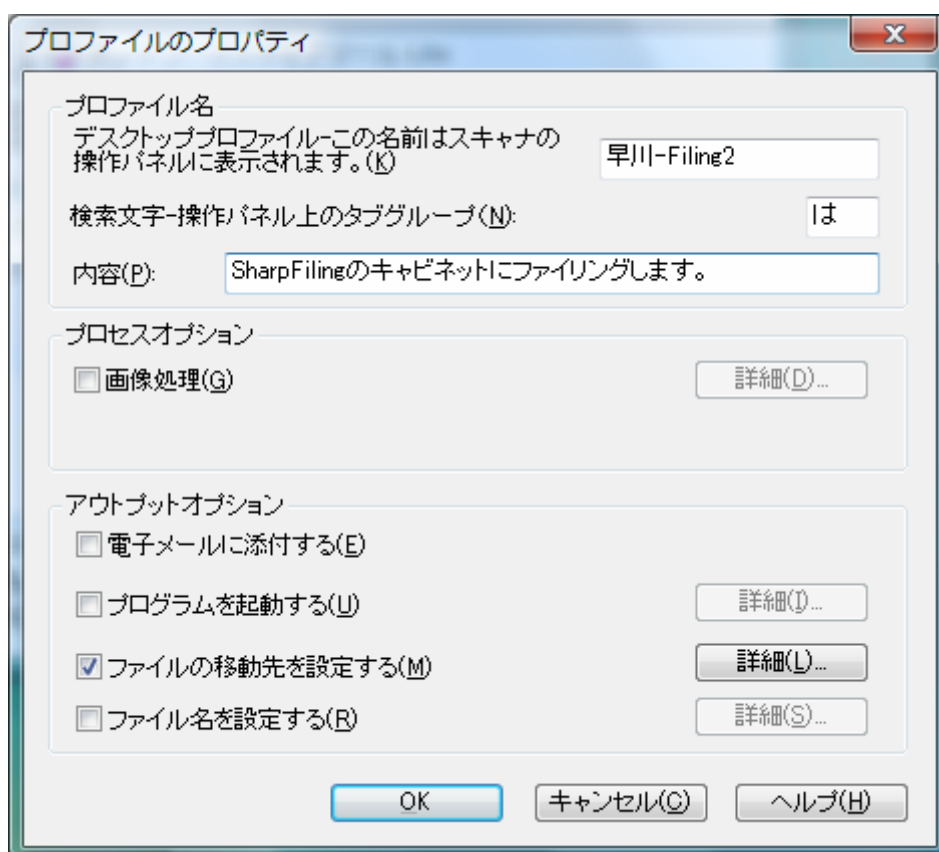 プロファイルのプロパティ
プロファイル名
デスクトッププロファイル-この名前はスキャナの
操作パネルに表示されます。(K)
早川-Filing2
検索文字-操作パネル上のタブグループ(N):
は
内容(P):
SharpFilingのキャビネットにファイリングします。
プロセスオプション
画像処理(G)
詳細(D)...
アウトプットオプション
電子メールに添付する(E)
プログラムを起動する(U)
詳細(I)...
ファイルの移動先を設定する(M)
詳細(L)...
ファイル名を設定する(R)
詳細(S)...
OK
キャンセル(C)
ヘルプ(H)